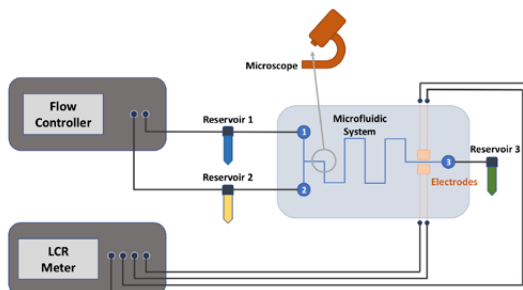 Microscope
Flow
Controller
Reservoir 1
Microfluidic
System
1
Reservoir 2
2
3
Reservoir 3
Electrodes
LCR
Meter